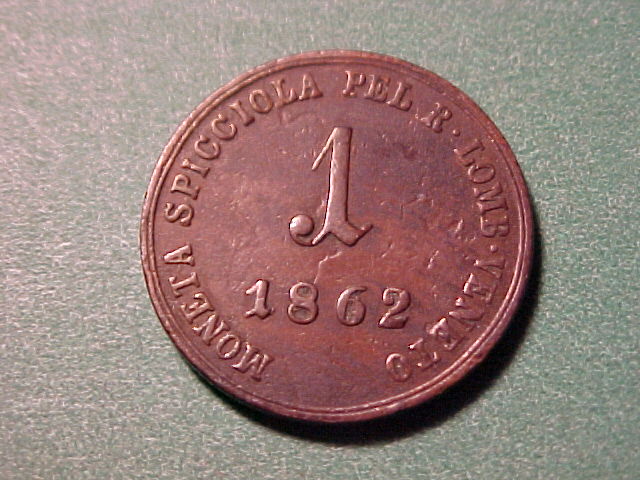 MONETA SPICCIOLA PEL R. LOMB·VENETO
1
1862